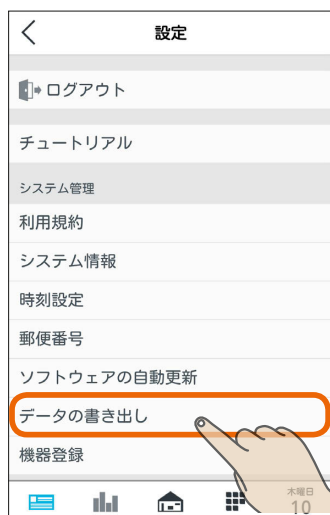 設定
ログアウト
チュートリアル
システム管理
利用規約
システム情報
時刻設定
郵便番号
ソフトウェアの自動更新
データの書き出し
機器登録
木曜日
10